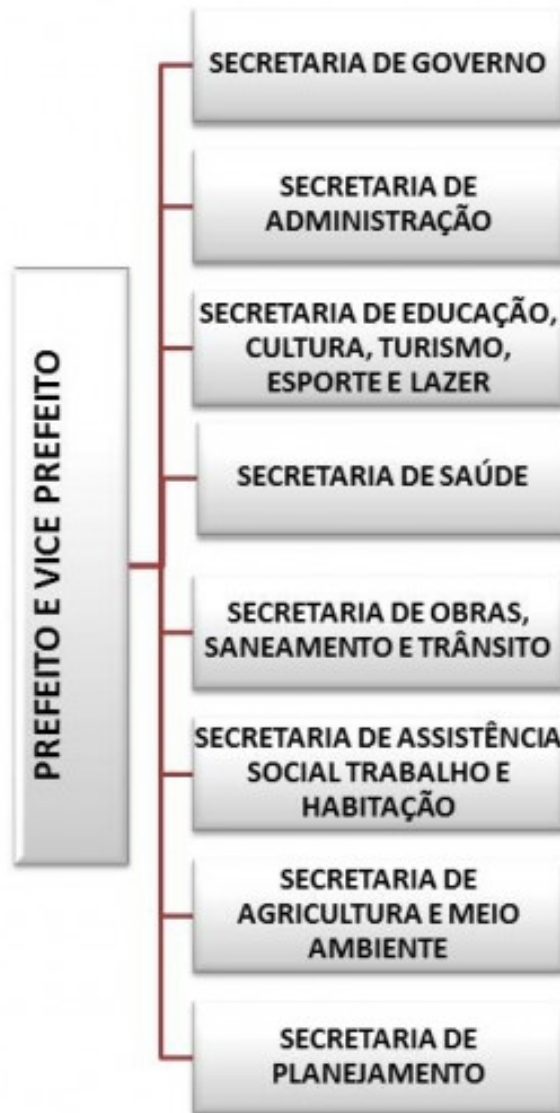 PREFEITO E VICE PREFEITO
SECRETARIA DE GOVERNO
SECRETARIA DE
ADMINISTRAÇÃO
SECRETARIA DE EDUCAÇÃO,
CULTURA, TURISMO,
ESPORTE E LAZER
SECRETARIA DE SAÚDE
SECRETARIA DE OBRAS,
SANEAMENTO E TRÂNSITO
SECRETARIA DE ASSISTÊNCIA
SOCIAL TRABALHO E
HABITAÇÃO
SECRETARIA DE
AGRICULTURA E MEIO
AMBIENTE
SECRETARIA DE
PLANEJAMENTO